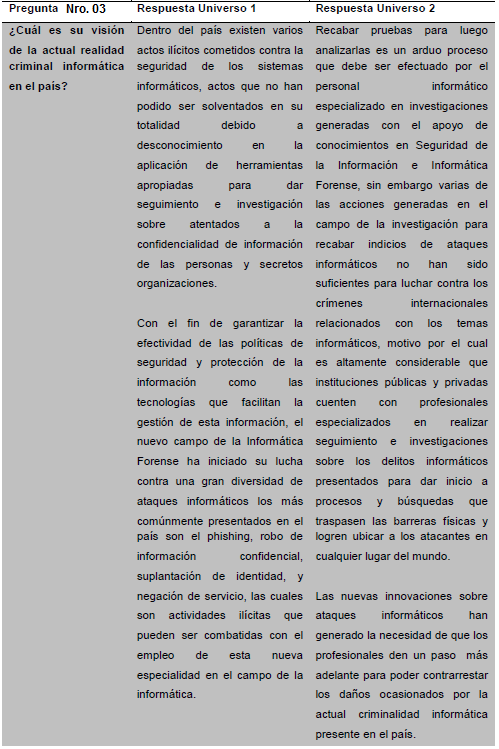 Pregunta Nro. 03
¿Cuál es su visión
de la actual realidad
criminal informática
en el país?
Respuesta Universo 1
Dentro del país existen varios
actos ilícitos cometidos contra la
seguridad de los sistemas
informáticos, actos que no han
podido ser solventados en su
totalidad debido a
desconocimiento en la
aplicación de herramientas
apropiadas para dar
seguimiento e investigación
sobre atentados a la
confidencialidad de información
de las personas y secretos
organizaciones.
Con el fin de garantizar la
efectividad de las políticas de
seguridad y protección de la
información como las
tecnologías que facilitan la
gestión de esta información, el
nuevo campo de la Informática
Forense ha iniciado su lucha
contra una gran diversidad de
ataques informáticos los más
comúnmente presentados en el
país son el phishing, robo de
información confidencial,
suplantación de identidad, y
negación de servicio, las cuales
son actividades ilícitas que
pueden ser combatidas con el
empleo de esta nueva
especialidad en el campo de la
informática.
Respuesta Universo 2
Recabar pruebas para luego
analizarlas es un arduo proceso
que debe ser efectuado por el
personal informático
especializado en investigaciones
generadas con el apoyo de
conocimientos en Seguridad de
la Información e Informática
Forense, sin embargo varias de
las acciones generadas en el
campo de la investigación para
recabar indicios de ataques
informáticos no han sido
suficientes para luchar contra los
crímenes internacionales
relacionados con los temas
informáticos, motivo por el cual
es altamente considerable que
instituciones públicas y privadas
cuenten con profesionales
especializados en realizar
seguimiento e investigaciones
sobre los delitos informáticos
presentados para dar inicio a
procesos y búsquedas que
traspasen las barreras físicas y
logren ubicar a los atacantes en
cualquier lugar del mundo.
Las nuevas innovaciones sobre
ataques informáticos han
generado la necesidad de que los
profesionales den un paso más
adelante para poder contrarrestar
los daños ocasionados por la
actual criminalidad informática
presente en el país.